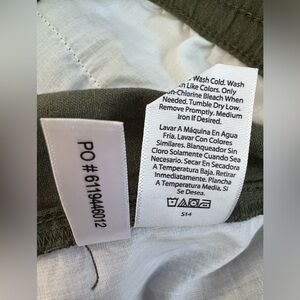 PO # 6119446912
Wash Cold. Wash
Like Colors. Only
Non-Chlorine Bleach When
Needed. Tumble Dry Low.
Remove Promptly. Medium
Iron If Desired.
Lavar A Máquina En Agua
Fría. Lavar Con Colores
Similares. Blanqueador Sin
Cloro Solamente Cuando Sea
Necesario. Secar En Secadora
A Temperatura Baja. Retirar
Inmediatamente. Plancha
A Temperatura Media, Si
Se Desea.
S14